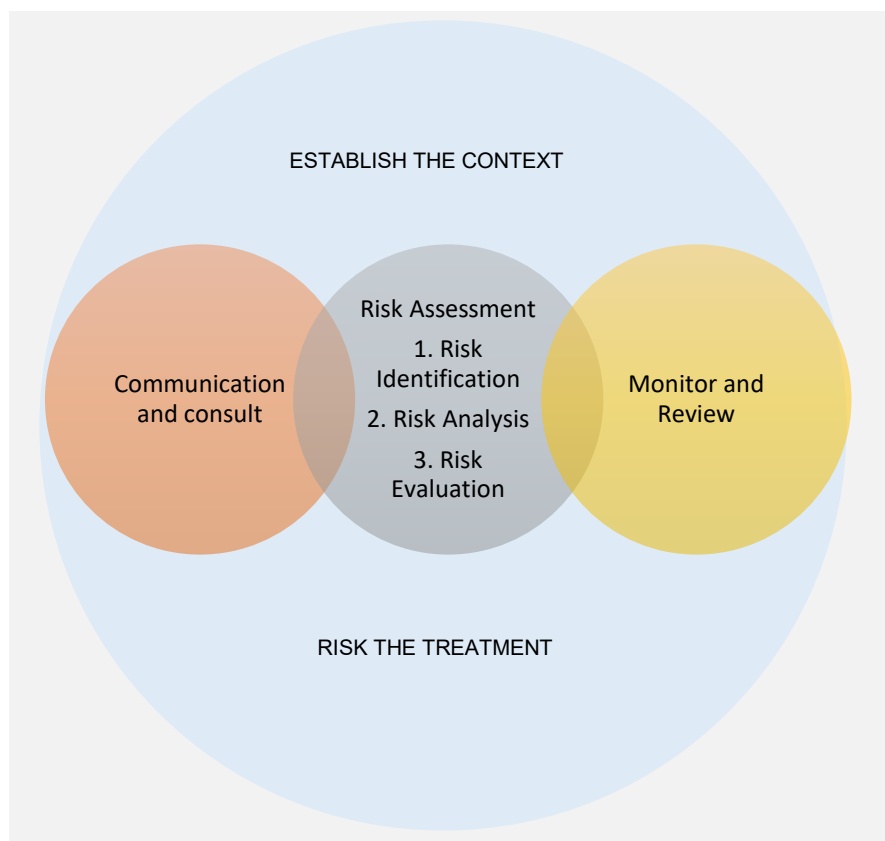 ESTABLISH THE CONTEXT
Communication
and consult
Risk Assessment
1. Risk
Identification
2. Risk Analysis
3. Risk
Evaluation
Monitor and
Review
RISK THE TREATMENT